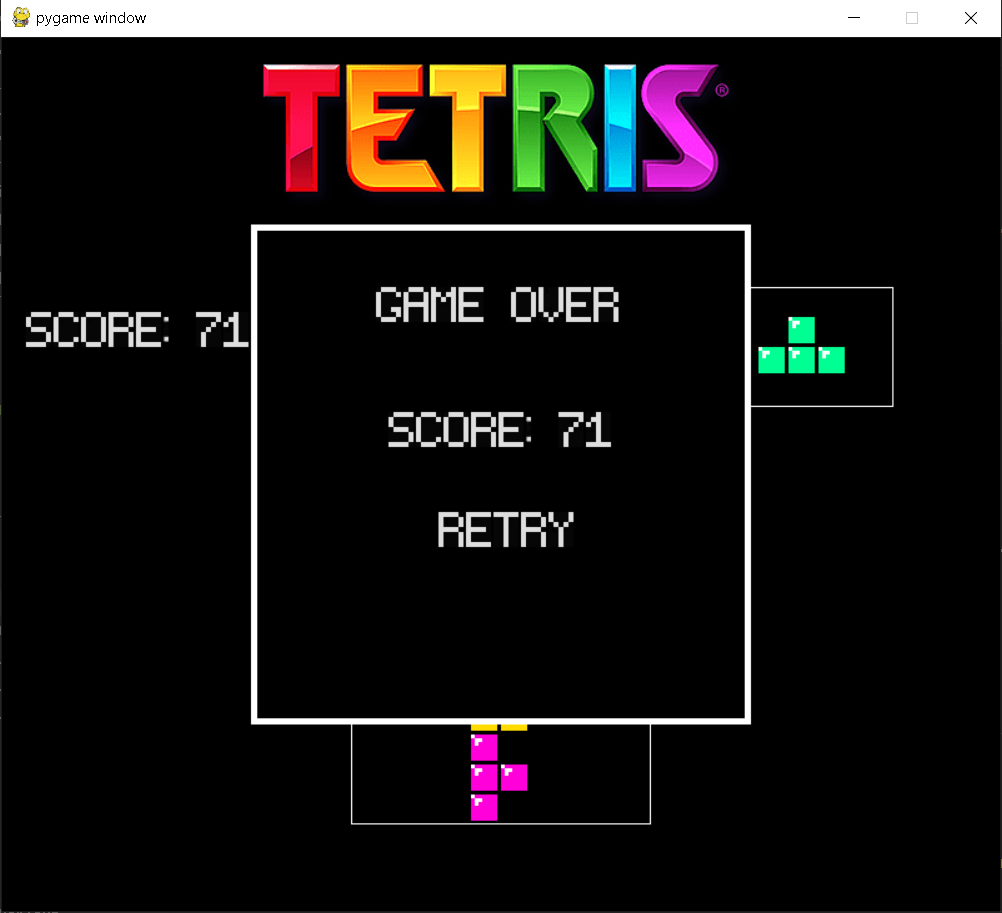 pygame window
TETRIS®
GAME OVER
SCORE: 71
SCORE: 71
RETRY